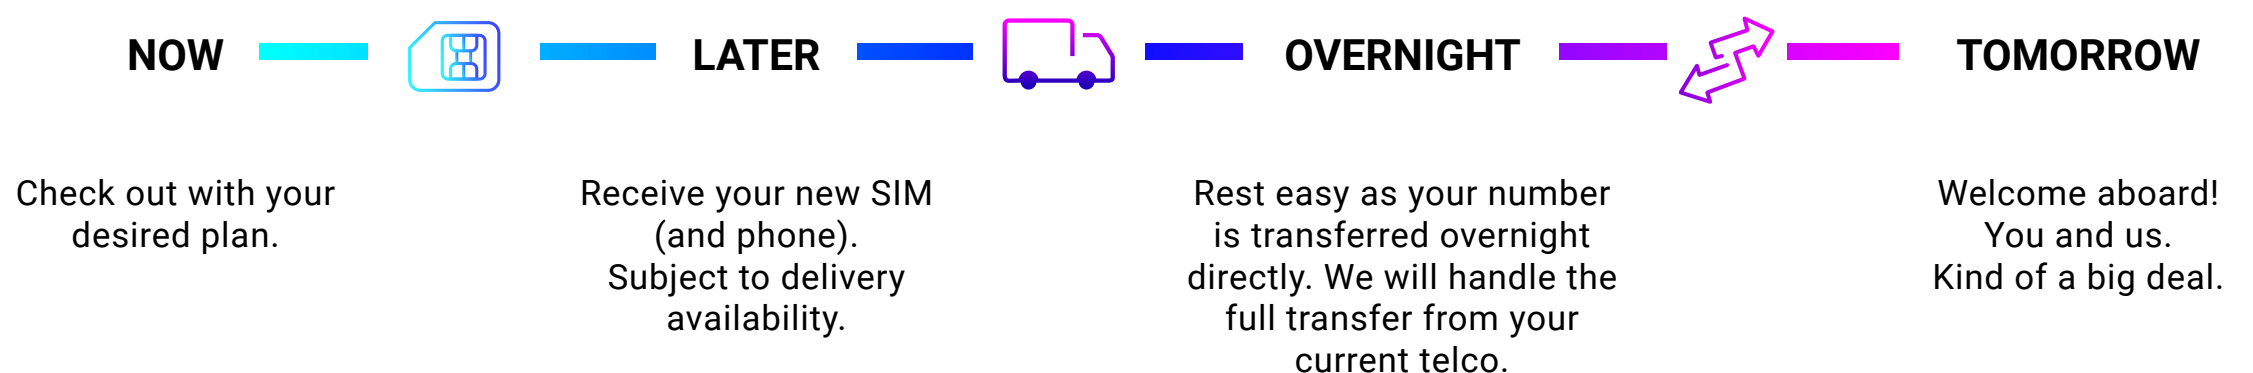 NOW
LATER
OVERNIGHT
TOMORROW
Check out with your
desired plan.
Receive your new SIM
(and phone).
Subject to delivery
availability.
Rest easy as your number
is transferred overnight
directly. We will handle the
full transfer from your
current telco.
Welcome aboard!
You and us.
Kind of a big deal.